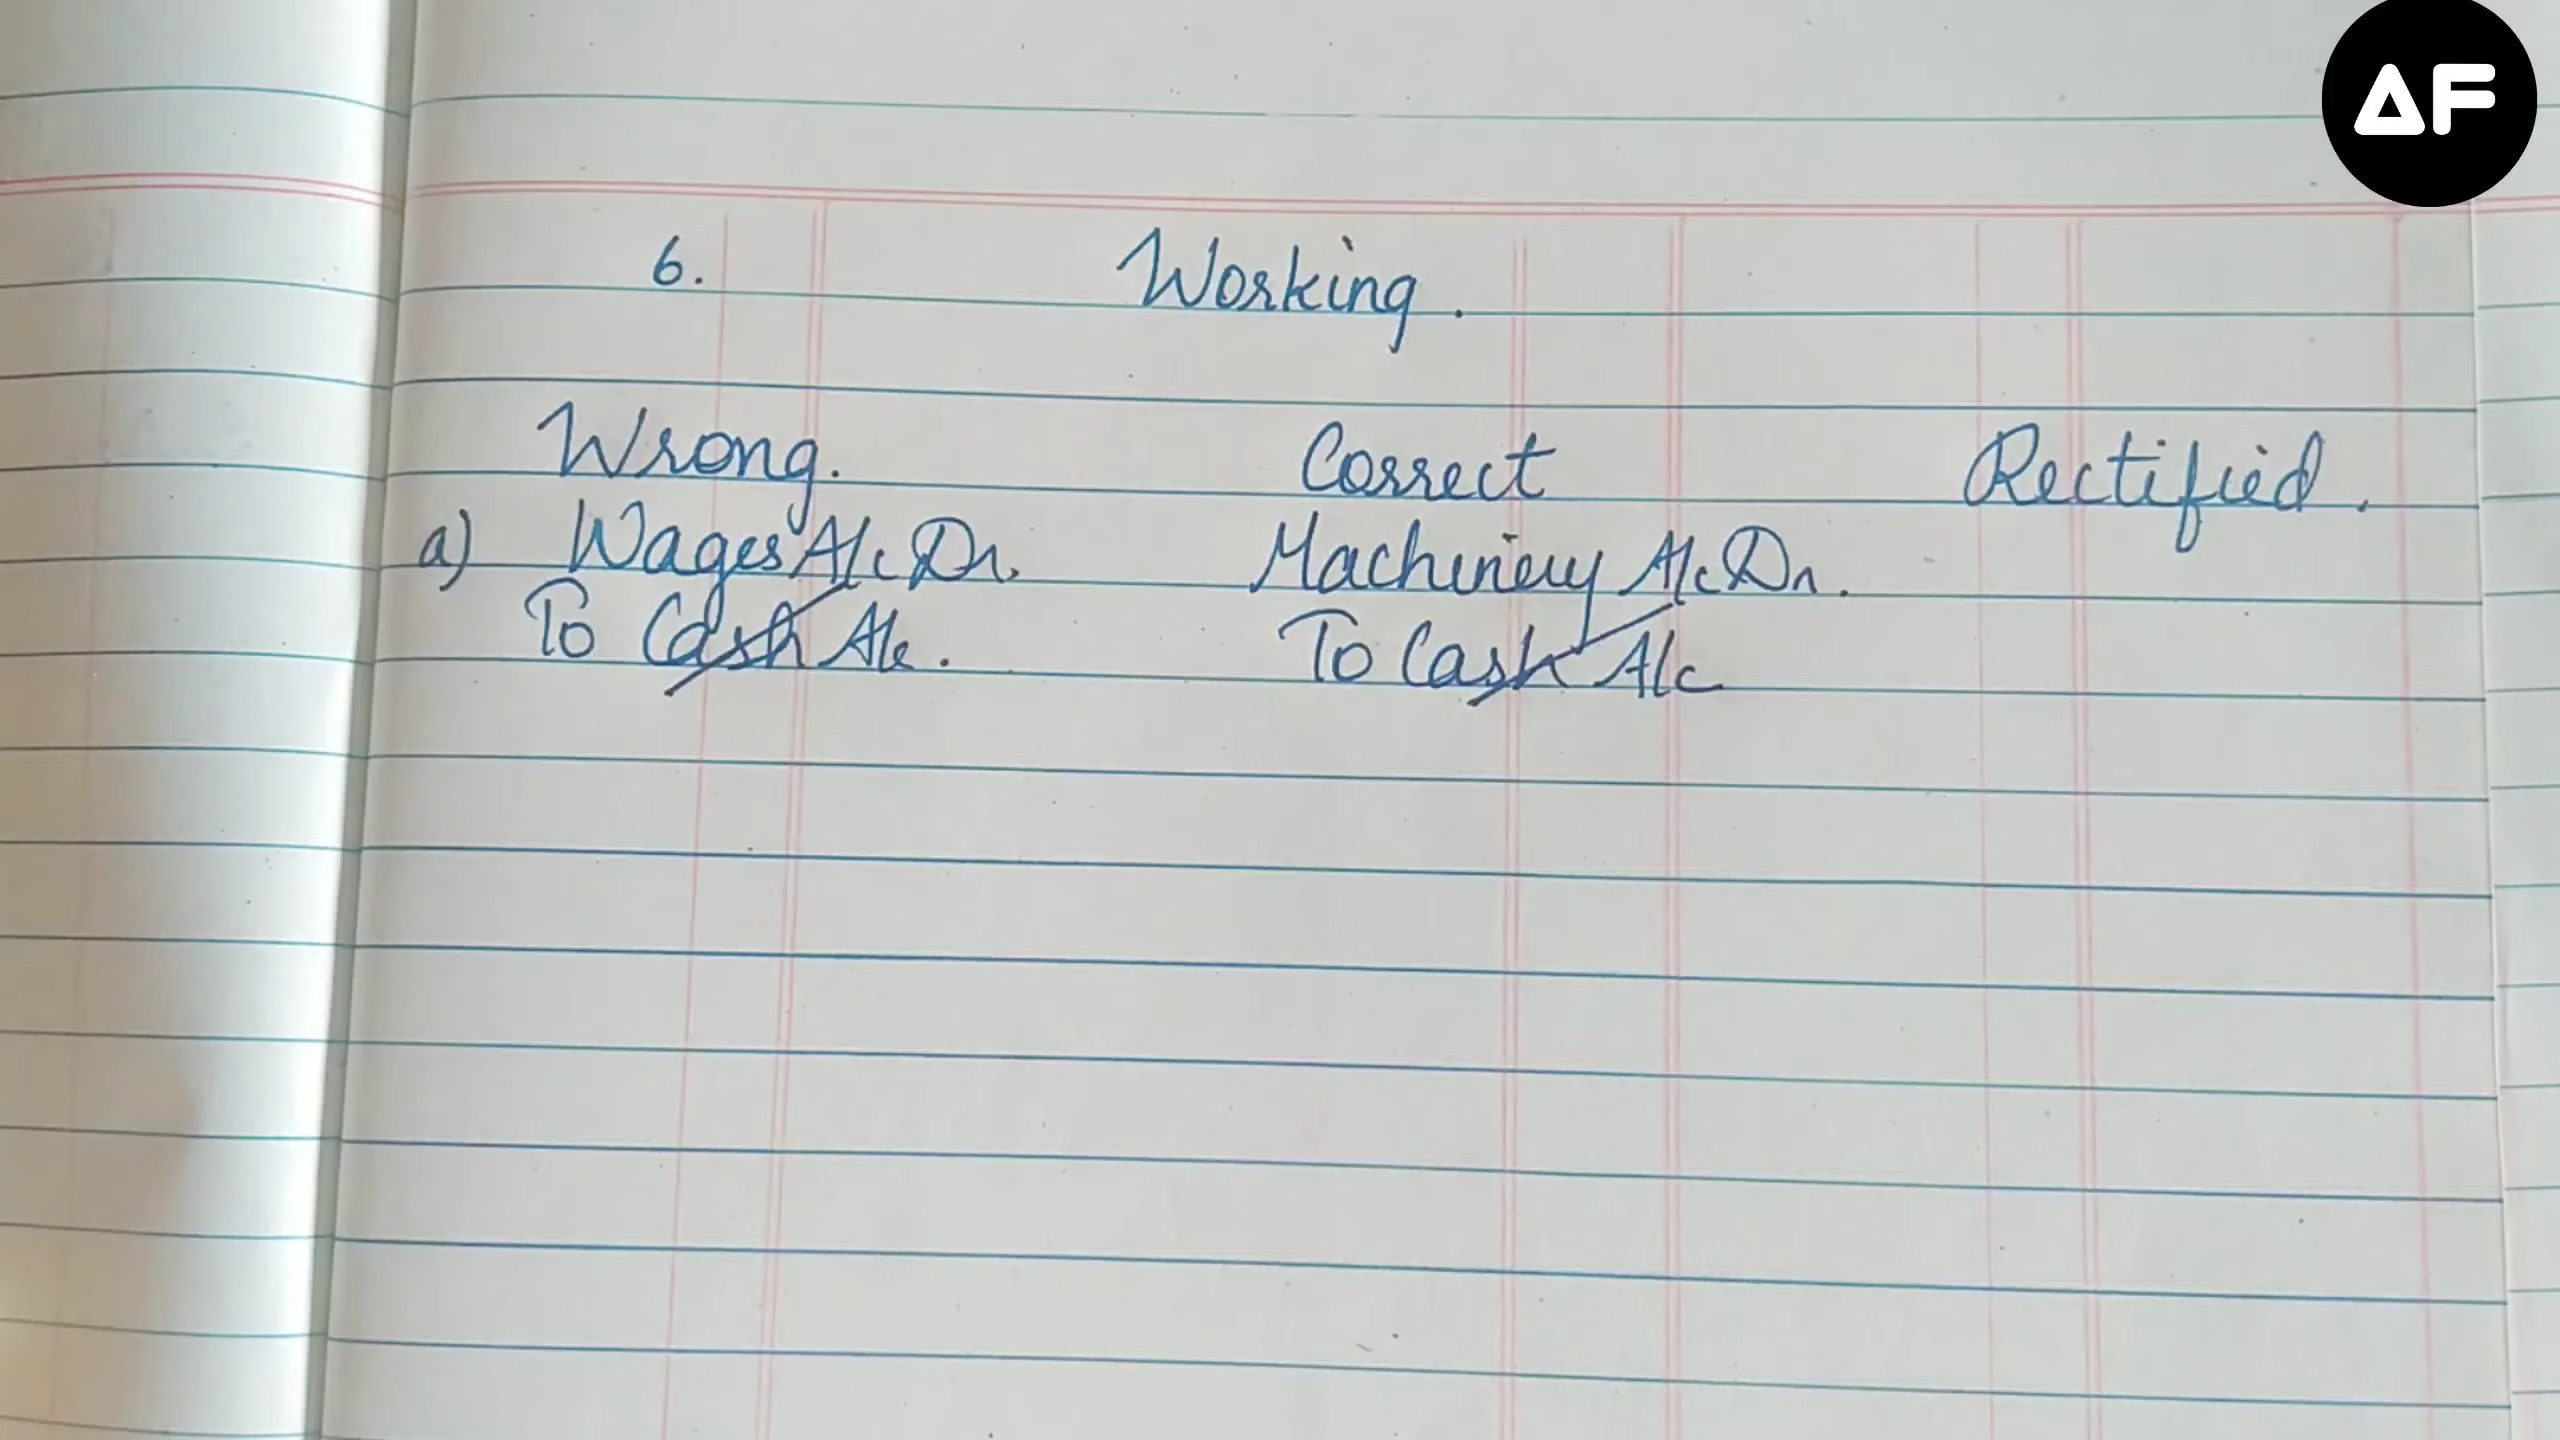 AF
6. Working.
Wrong. Correct Rectified.
a) Wages A/c Dr. Machinery A/c Dr.
To Cash A/c. To Cash A/c